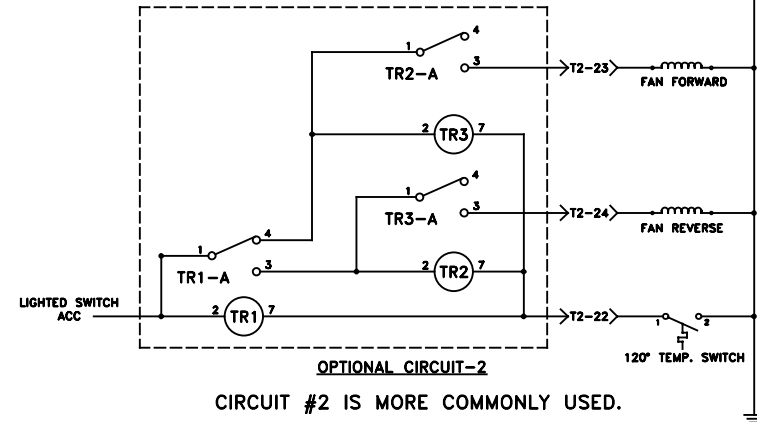 4
1
3
TR2-A
T2-23
FAN FORWARD
2
TR3
7
4
1
3
TR3-A
T2-24
FAN REVERSE
4
1
3
TR1-A
2
TR2
7
LIGHTED SWITCH
ACC
2
TR1
7
T2-22
1
2
120° TEMP. SWITCH
OPTIONAL CIRCUIT-2
CIRCUIT #2 IS MORE COMMONLY USED.